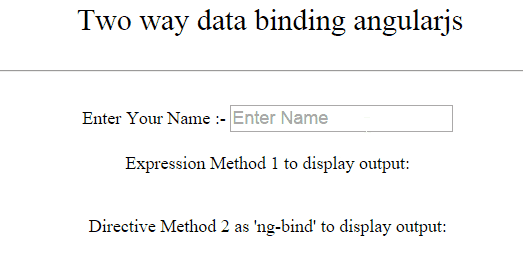 Two way data binding angularjs
Enter Your Name :- Enter Name
Expression Method 1 to display output:
Directive Method 2 as 'ng-bind' to display output: